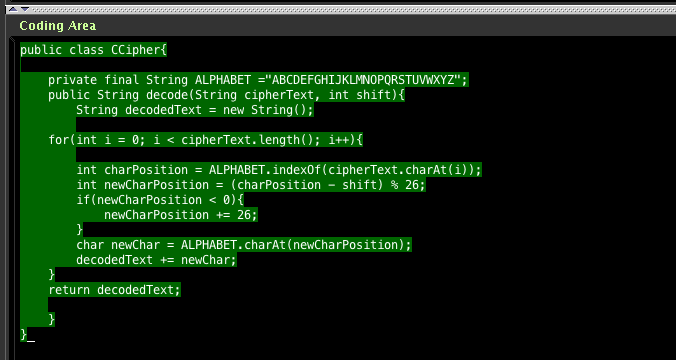 Coding Area
public class CCipher{
    private final String ALPHABET ="ABCDEFGHIJKLMNOPQRSTUVWXYZ";
    public String decode(String cipherText, int shift){
        String decodedText = new String();
    for(int i = 0; i < cipherText.length(); i++){
        int charPosition = ALPHABET.indexOf(cipherText.charAt(i));
        int newCharPosition = (charPosition - shift) % 26;
        if(newCharPosition < 0){
            newCharPosition += 26;
        }
        char newChar = ALPHABET.charAt(newCharPosition);
        decodedText += newChar;
    }
    return decodedText;
    }
}_